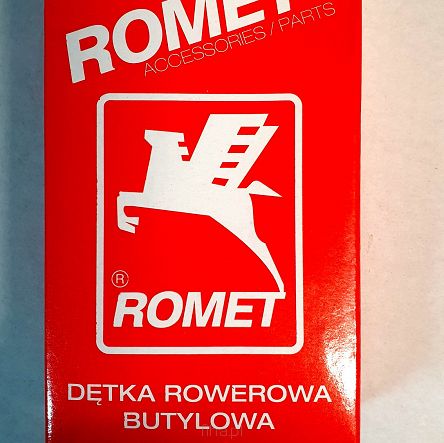 ROMET
ACCESSORIES / PARTS
®
ROMET
DĘTKA ROWEROWA
BUTYLOWA